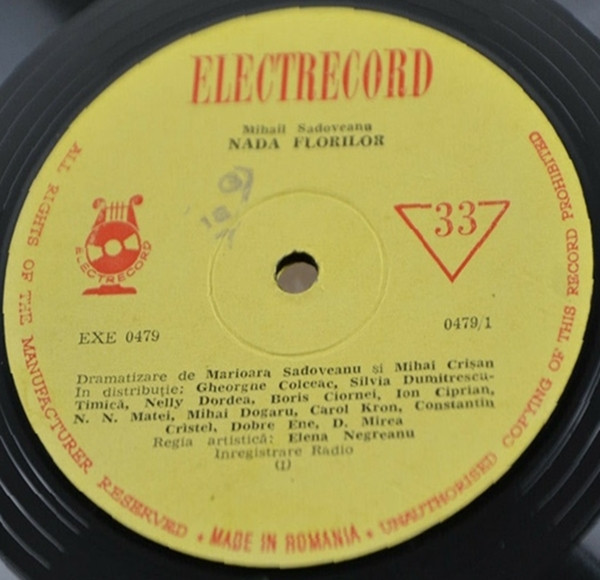 ELECTRECORD
Mihail Sadoveanu
NADA FLORILOR
ELECTRECORD
33
EXE 0479
0479/1
Dramatizare de Marioara Sadoveanu și Mihai Crișan
In distribuție: Gheorghe Colceac, Silvia Dumitrescu-
Timică, Nelly Dordea, Boris Ciornei, Ion Ciprian,
N. N. Matei, Mihai Dogaru, Carol Kron, Constantin
Cristel, Dobre Ene, D. Mirea
Regia artistică: Elena Negreanu
Inregistrare Radio
(I)
ALL RIGHTS OF THE MANUFACTURER RESERVED • MADE IN ROMANIA • UNAUTHORISED COPYING OF THIS RECORD PROHIBITED